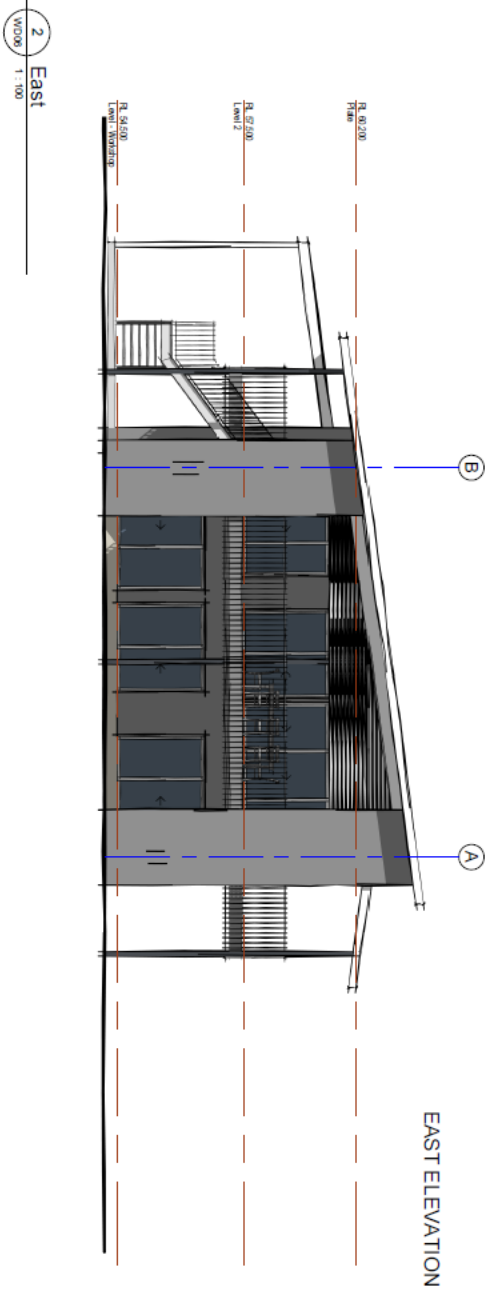 EAST ELEVATION
B
A
RL 60,200
Plate
RL 57,500
Level 2
RL 54,500
Level - Workshop
2
WD06
East
1 : 100